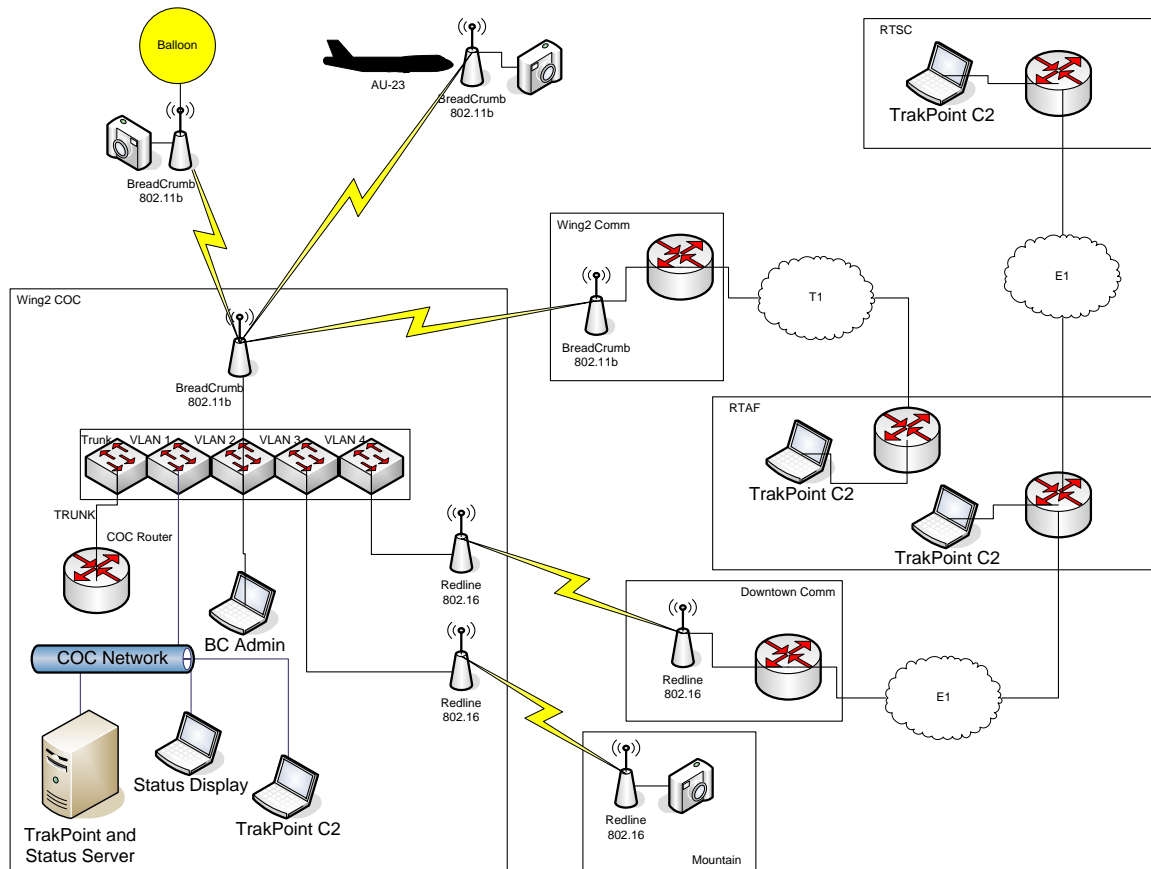 Balloon
BreadCrumb
802.11b
AU-23
BreadCrumb
802.11b
RTSC
TrakPoint C2
Wing2 Comm
BreadCrumb
802.11b
T1
E1
Wing2 COC
BreadCrumb
802.11b
Trunk
VLAN 1
VLAN 2
VLAN 3
VLAN 4
TRUNK
COC Router
BC Admin
COC Network
TrakPoint and
Status Server
Status Display
TrakPoint C2
Redline
802.16
Redline
802.16
RTAF
TrakPoint C2
TrakPoint C2
Downtown Comm
Redline
802.16
E1
Redline
802.16
Mountain